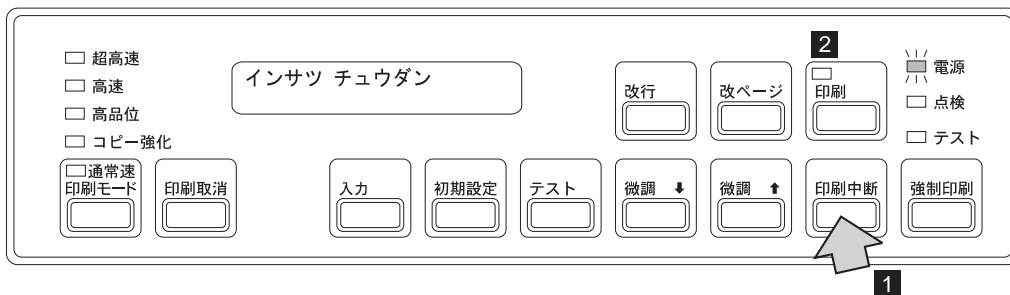 超高速
高速
高品位
コピー強化
通常速
印刷モード
印刷取消
インサツ チュウダン
入力
初期設定
テスト
改行
改ページ
2
印刷
電源
点検
テスト
微調 ⬇
微調 ⬆
印刷中断
強制印刷
1